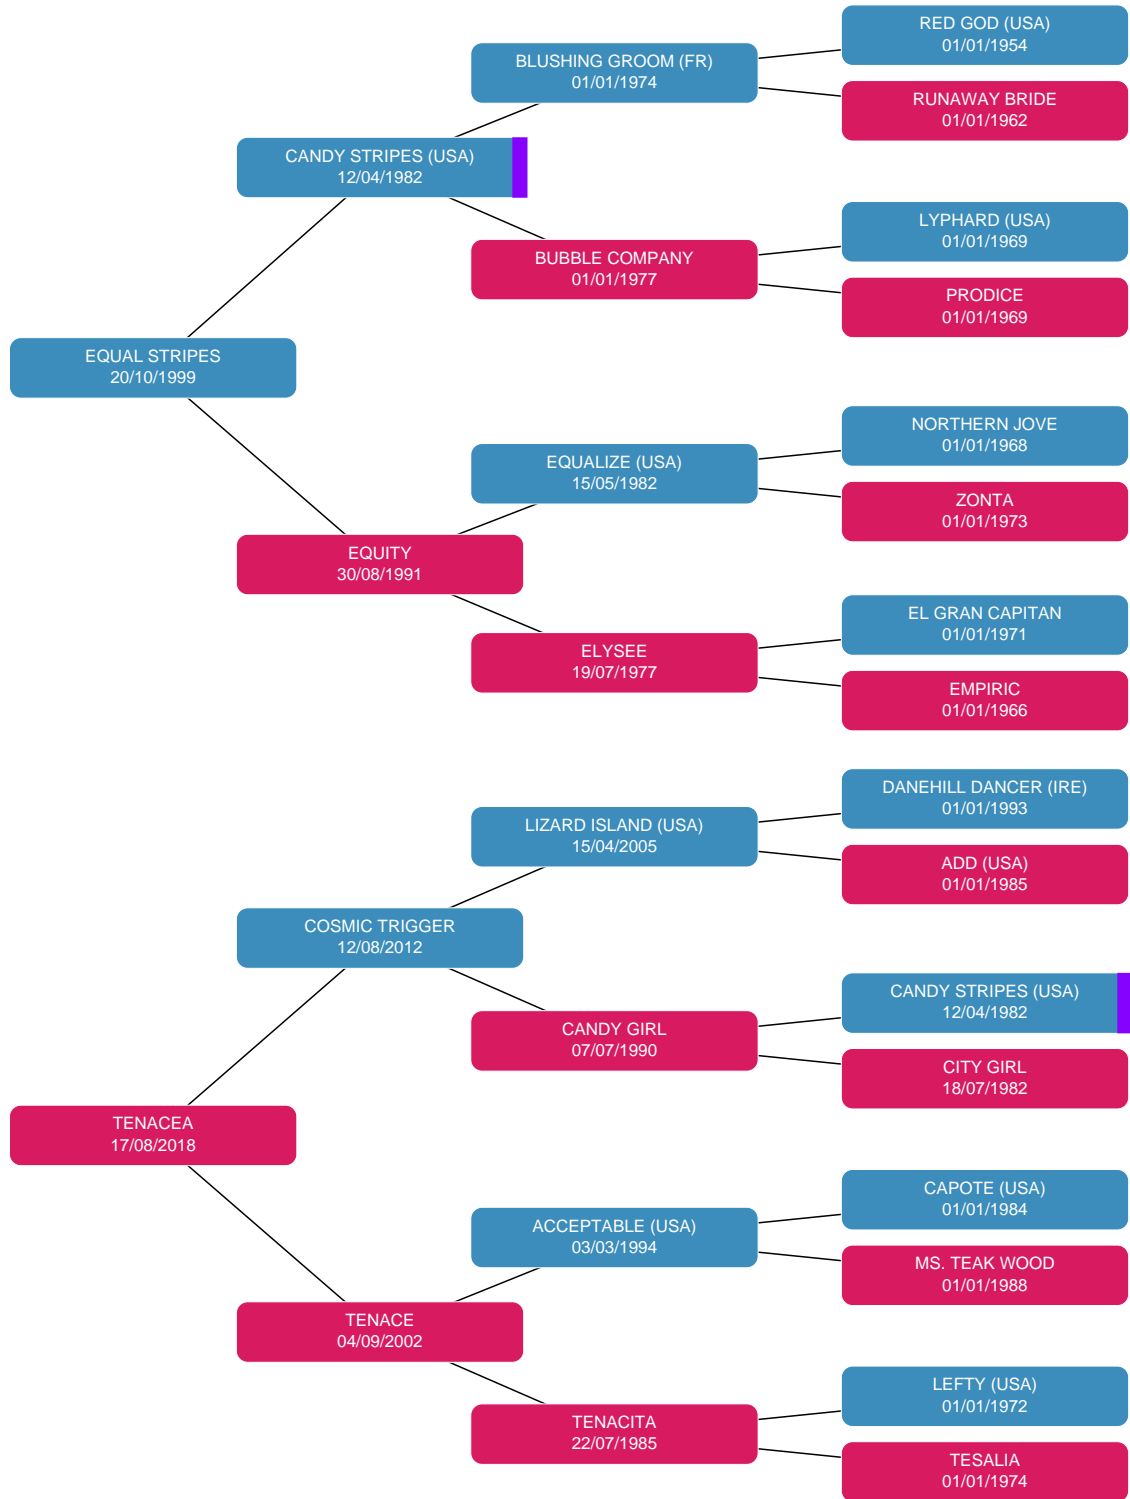 RED GOD (USA)
01/01/1954
BLUSHING GROOM (FR)
01/01/1974
RUNAWAY BRIDE
01/01/1962
CANDY STRIPES (USA)
12/04/1982
LYPHARD (USA)
01/01/1969
BUBBLE COMPANY
01/01/1977
PRODICE
01/01/1969
EQUAL STRIPES
20/10/1999
NORTHERN JOVE
01/01/1968
EQUALIZE (USA)
15/05/1982
ZONTA
01/01/1973
EQUITY
30/08/1991
EL GRAN CAPITAN
01/01/1971
ELYSEE
19/07/1977
EMPIRIC
01/01/1966
DANEHILL DANCER (IRE)
01/01/1993
LIZARD ISLAND (USA)
15/04/2005
ADD (USA)
01/01/1985
COSMIC TRIGGER
12/08/2012
CANDY STRIPES (USA)
12/04/1982
CANDY GIRL
07/07/1990
CITY GIRL
18/07/1982
TENACEA
17/08/2018
CAPOTE (USA)
01/01/1984
ACCEPTABLE (USA)
03/03/1994
MS. TEAK WOOD
01/01/1988
TENACE
04/09/2002
LEFTY (USA)
01/01/1972
TENACITA
22/07/1985
TESALIA
01/01/1974